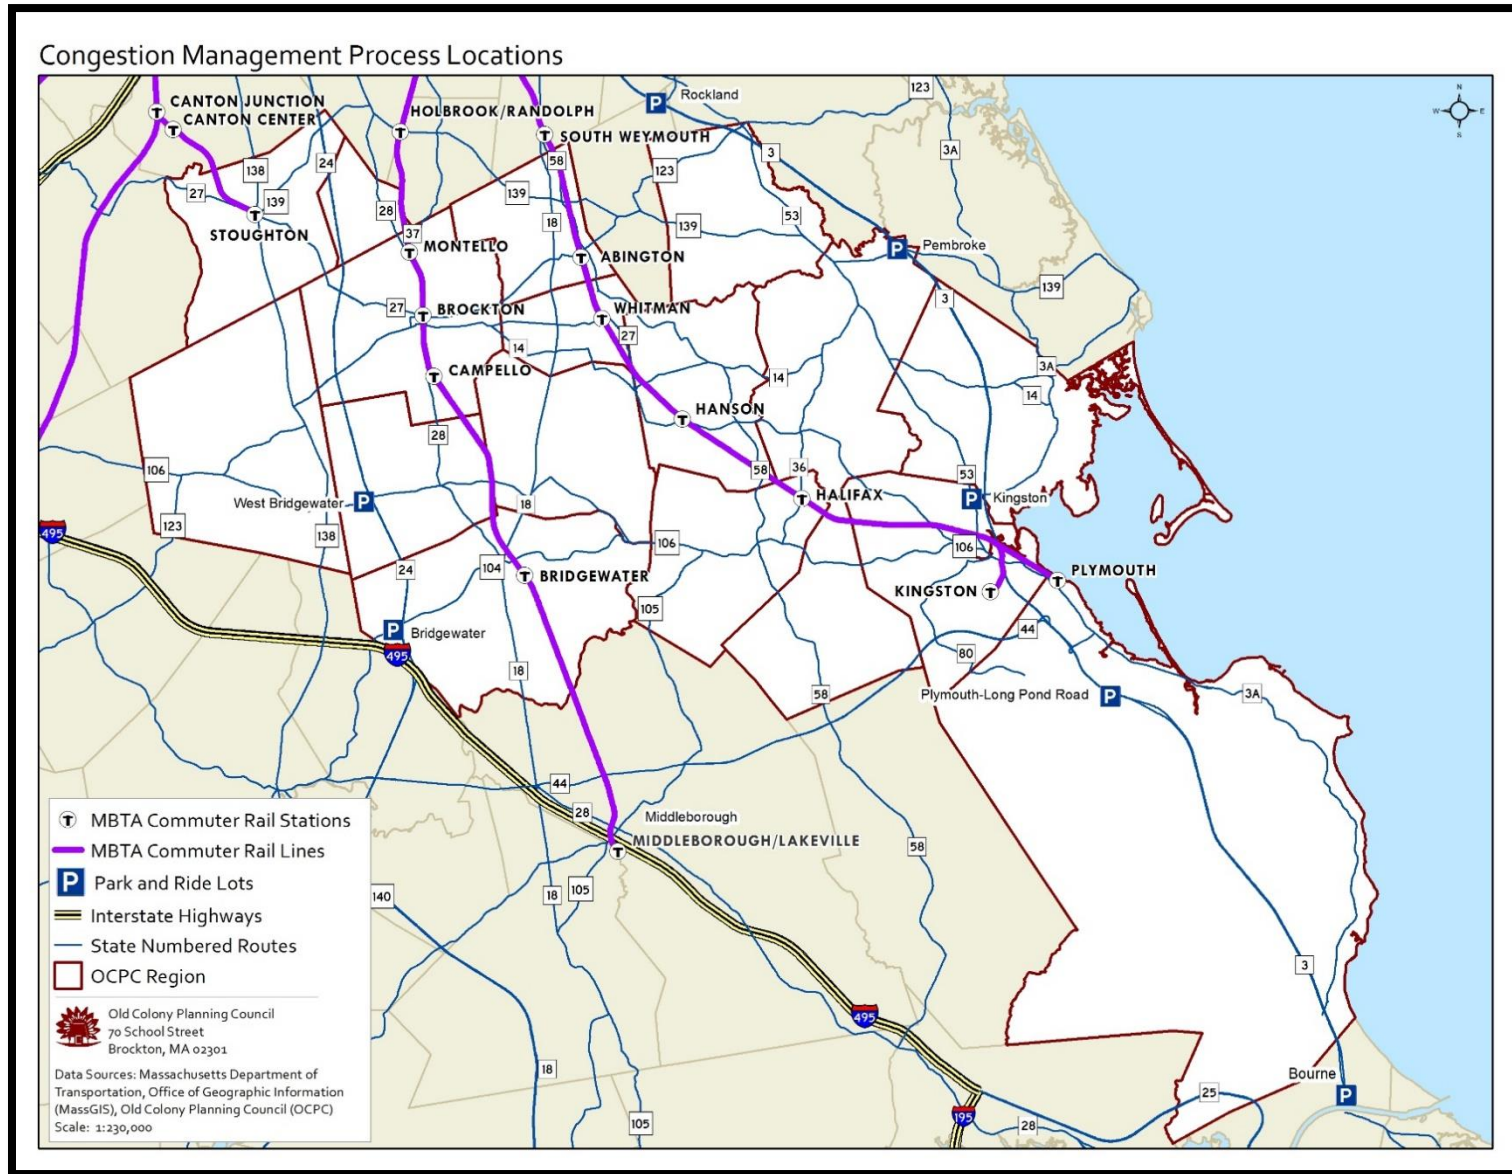 Congestion Management Process Locations
N
W E
S
CANTON JUNCTION
CANTON CENTER
HOLBROOK/RANDOLPH
SOUTH WEYMOUTH
Rockland
123
3A
3
138
24
58
123
27
139
139
18
139
53
28
37
STOUGHTON
MONTELLO
ABINGTON
Pembroke
139
3
27
BROCKTON
WHITMAN
27
14
3A
CAMPELLO
14
14
HANSON
28
106
58
36
53
West Bridgewater
HALIFAX
Kingston
18
123
495
138
106
106
24
104
BRIDGEWATER
PLYMOUTH
KINGSTON
105
44
Bridgewater
495
18
80
58
Plymouth-Long Pond Road
3A
44
28
Middleborough
MIDDLEBOROUGH/LAKEVILLE
58
140
18
105
3
495
18
105
195
28
25
Bourne
T MBTA Commuter Rail Stations
MBTA Commuter Rail Lines
P Park and Ride Lots
Interstate Highways
State Numbered Routes
OCPC Region
Old Colony Planning Council
70 School Street
Brockton, MA 02301
Data Sources: Massachusetts Department of
Transportation, Office of Geographic Information
(MassGIS), Old Colony Planning Council (OCPC)
Scale: 1:230,000